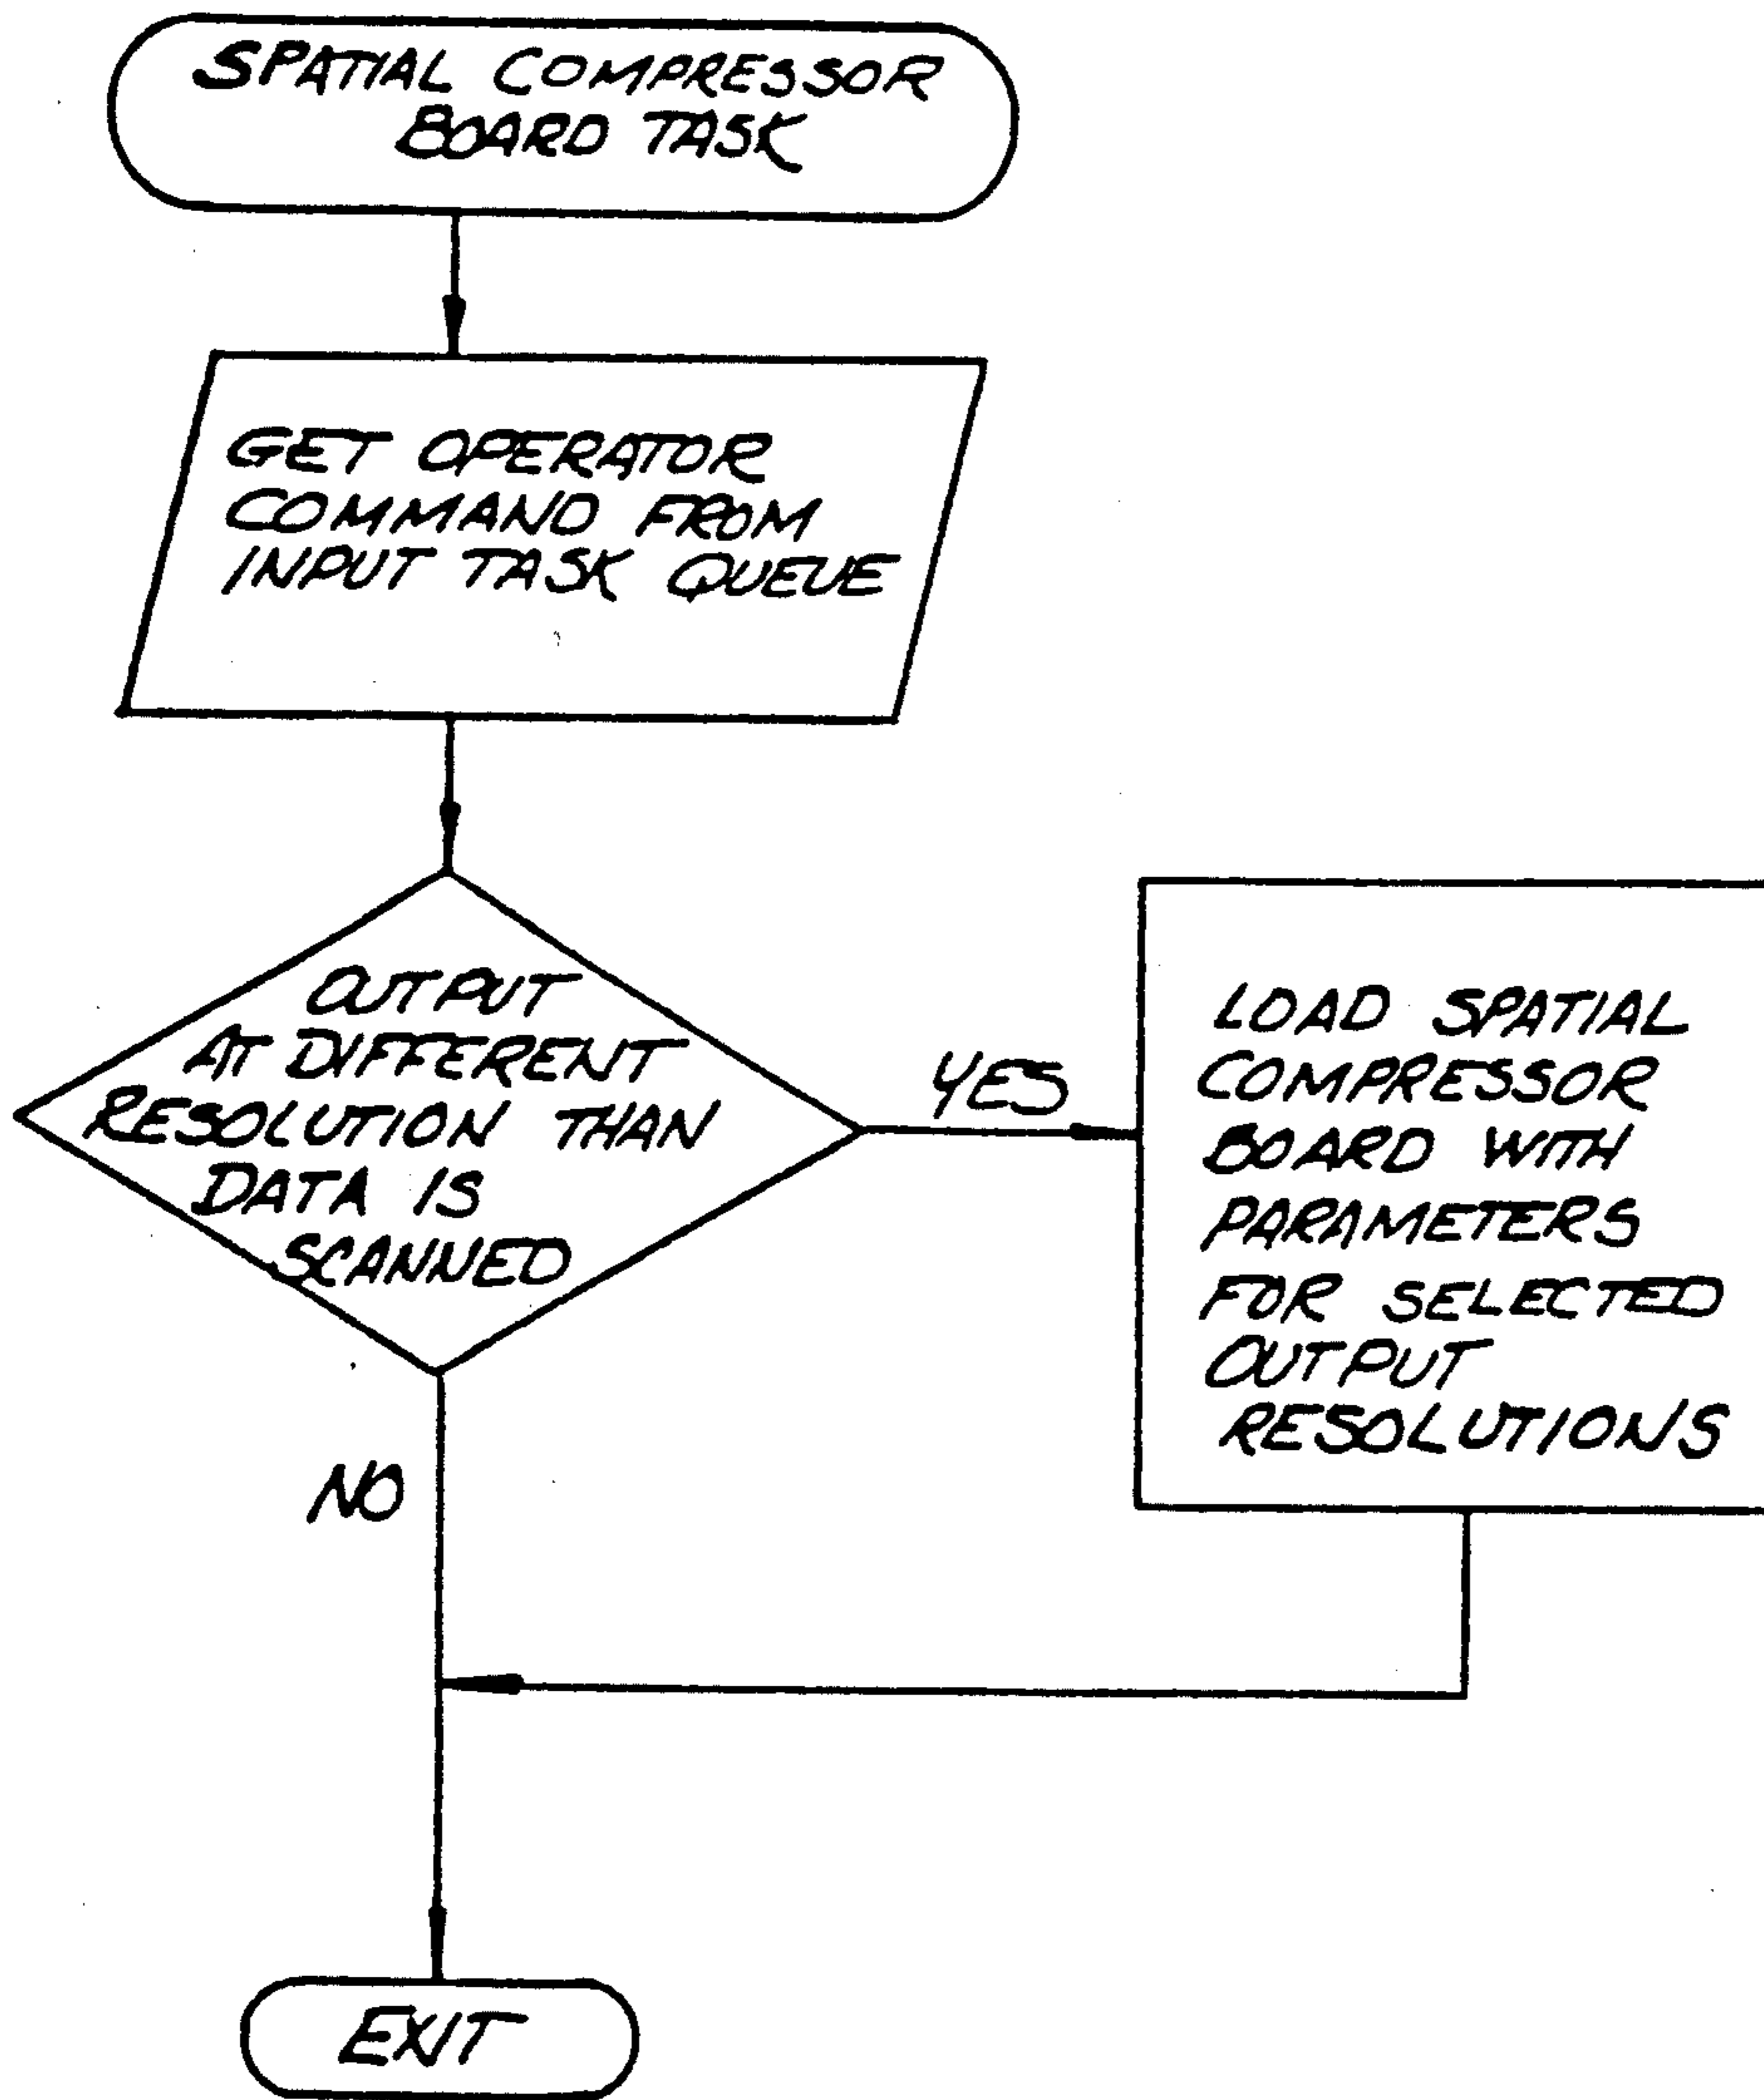 SPATIAL COMPRESSOR
BOARD TASK
GET OPERATOR
COMMAND FROM
INPUT TASK QUEUE
OUTPUT
AT DIFFERENT
RESOLUTION THAN
DATA IS
SCANNED
YES
LOAD SPATIAL
COMPRESSOR
BOARD WITH
PARAMETERS
FOR SELECTED
OUTPUT
RESOLUTIONS
NO
EXIT